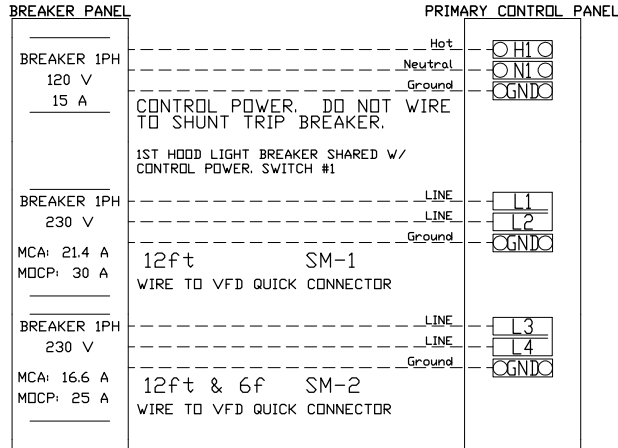 BREAKER PANEL
PRIMARY CONTROL PANEL
BREAKER 1PH
120 V
15 A
Hot
H1
Neutral
N1
Ground
GND
CONTROL POWER. DO NOT WIRE
TO SHUNT TRIP BREAKER.
1ST HOOD LIGHT BREAKER SHARED W/
CONTROL POWER. SWITCH #1
BREAKER 1PH
230 V
MCA: 21.4 A
MOCP: 30 A
LINE
L1
LINE
L2
Ground
GND
12ft SM-1
WIRE TO VFD QUICK CONNECTOR
BREAKER 1PH
230 V
MCA: 16.6 A
MOCP: 25 A
LINE
L3
LINE
L4
Ground
GND
12ft & 6f SM-2
WIRE TO VFD QUICK CONNECTOR